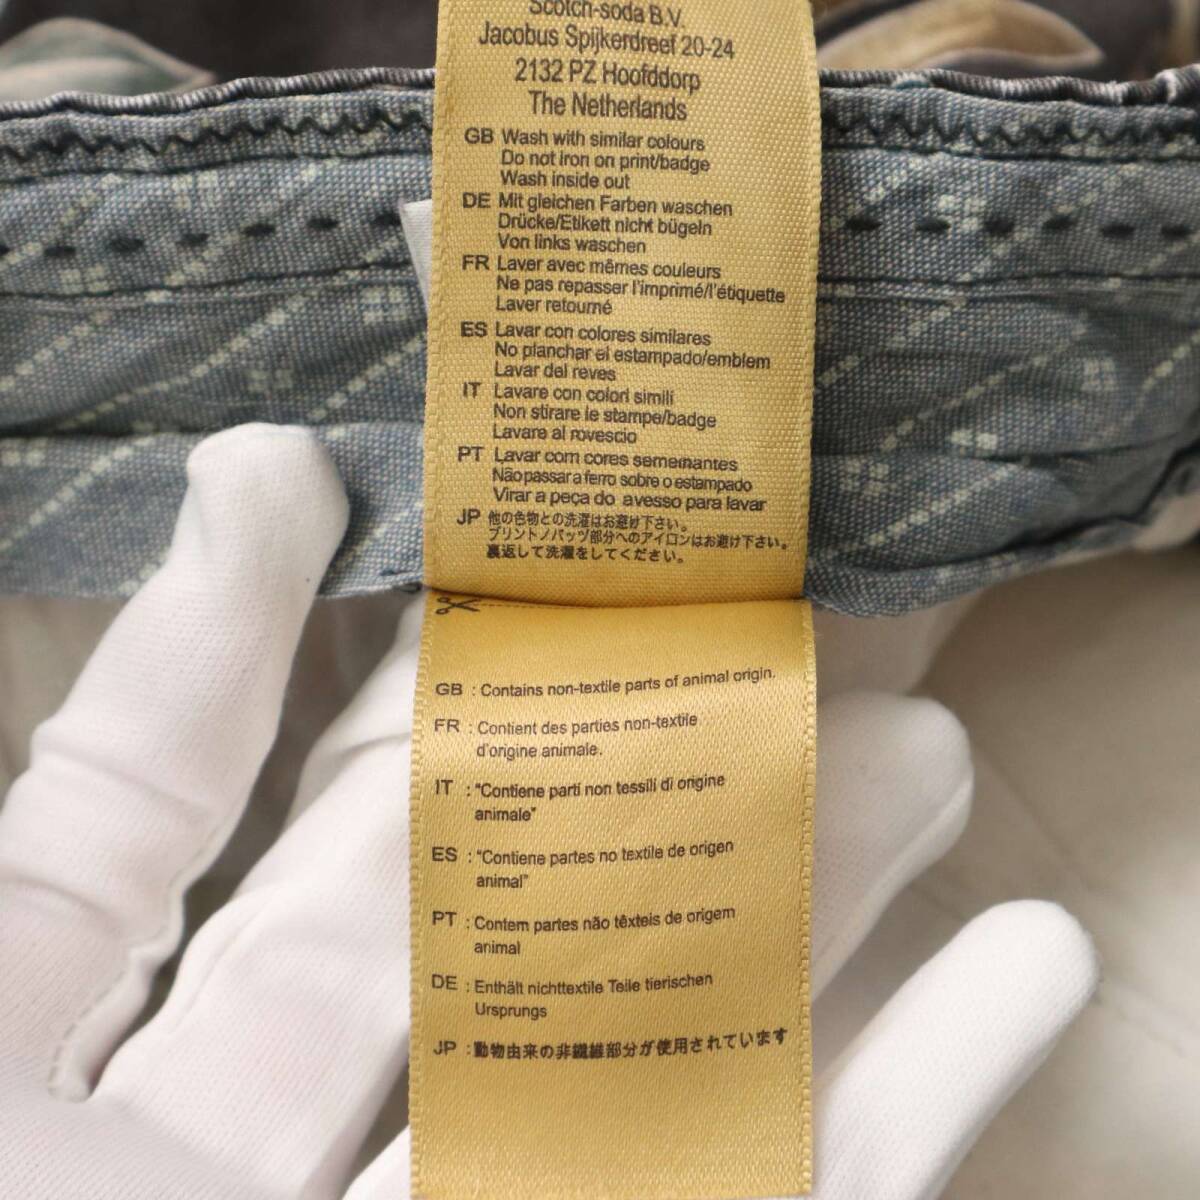 Scotch-soda B.V.
Jacobus Spijkerdreef 20-24
2132 PZ Hoofddorp
The Netherlands
GB Wash with similar colours
Do not iron on print/badge
Wash inside out
DE Mit gleichen Farben waschen
Drücke/Etikett nicht bügeln
Von links waschen
FR Laver avec mêmes couleurs
Ne pas repasser l'imprimé/l'étiquette
Laver retourné
ES Lavar con colores similares
No planchar el estampado/emblem
Lavar del reves
IT Lavare con colori simili
Non stirare le stampe/badge
Lavare al rovescio
PT Lavar com cores sememantes
Não passar a ferro sobre o estampado
Virar a peça do avesso para lavar
JP 他の色物との洗濯はお避け下さい。
プリントノバッヅ部分へのアイロンはお避け下さい。
裏返して洗濯をしてください。
GB : Contains non-textile parts of animal origin.
FR : Contient des parties non-textile
d'origine animale.
IT : "Contiene parti non tessili di origine
animale"
ES : "Contiene partes no textile de origen
animal"
PT : Contem partes não têxteis de origem
animal
DE : Enthält nichttextile Teile tierischen
Ursprungs
JP : 動物由来の非繊維部分が使用されています